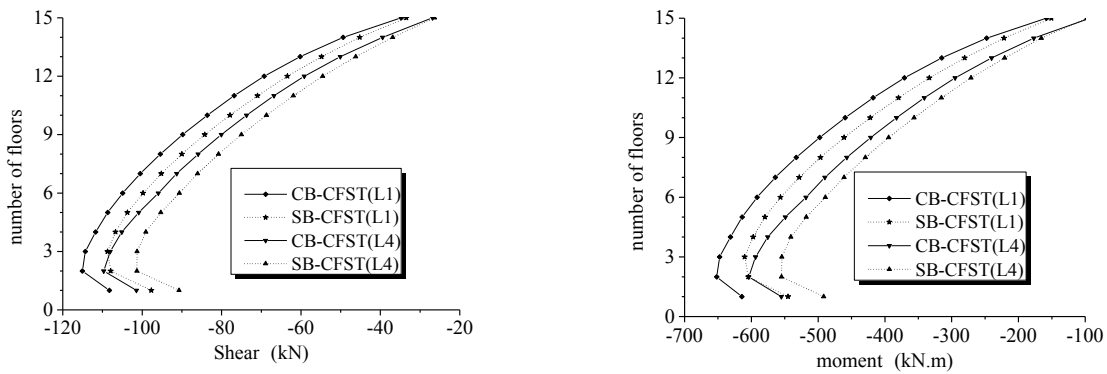 15
12
9
6
3
0
number of floors
CB-CFST(L1)
SB-CFST(L1)
CB-CFST(L4)
SB-CFST(L4)
-120 -100 -80 -60 -40 -20
Shear (kN)
15
12
9
6
3
0
number of floors
CB-CFST(L1)
SB-CFST(L1)
CB-CFST(L4)
SB-CFST(L4)
-700 -600 -500 -400 -300 -200 -100
moment (kN.m)